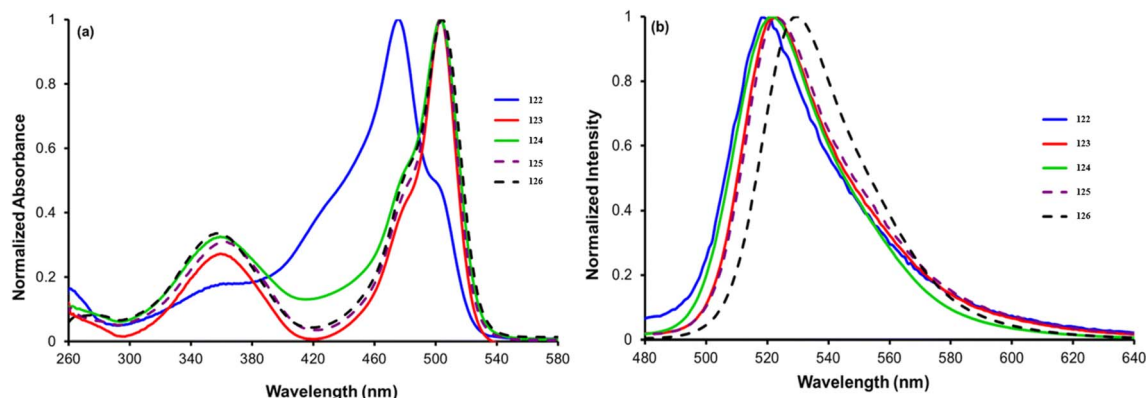 (a)
Normalized Absorbance
1
0.8
0.6
0.4
0.2
0
260 300 340 380 420 460 500 540 580
Wavelength (nm)
122
123
124
125
126
(b)
Normalized Intensity
1
0.8
0.6
0.4
0.2
0
480 500 520 540 560 580 600 620 640
Wavelength (nm)
122
123
124
125
126